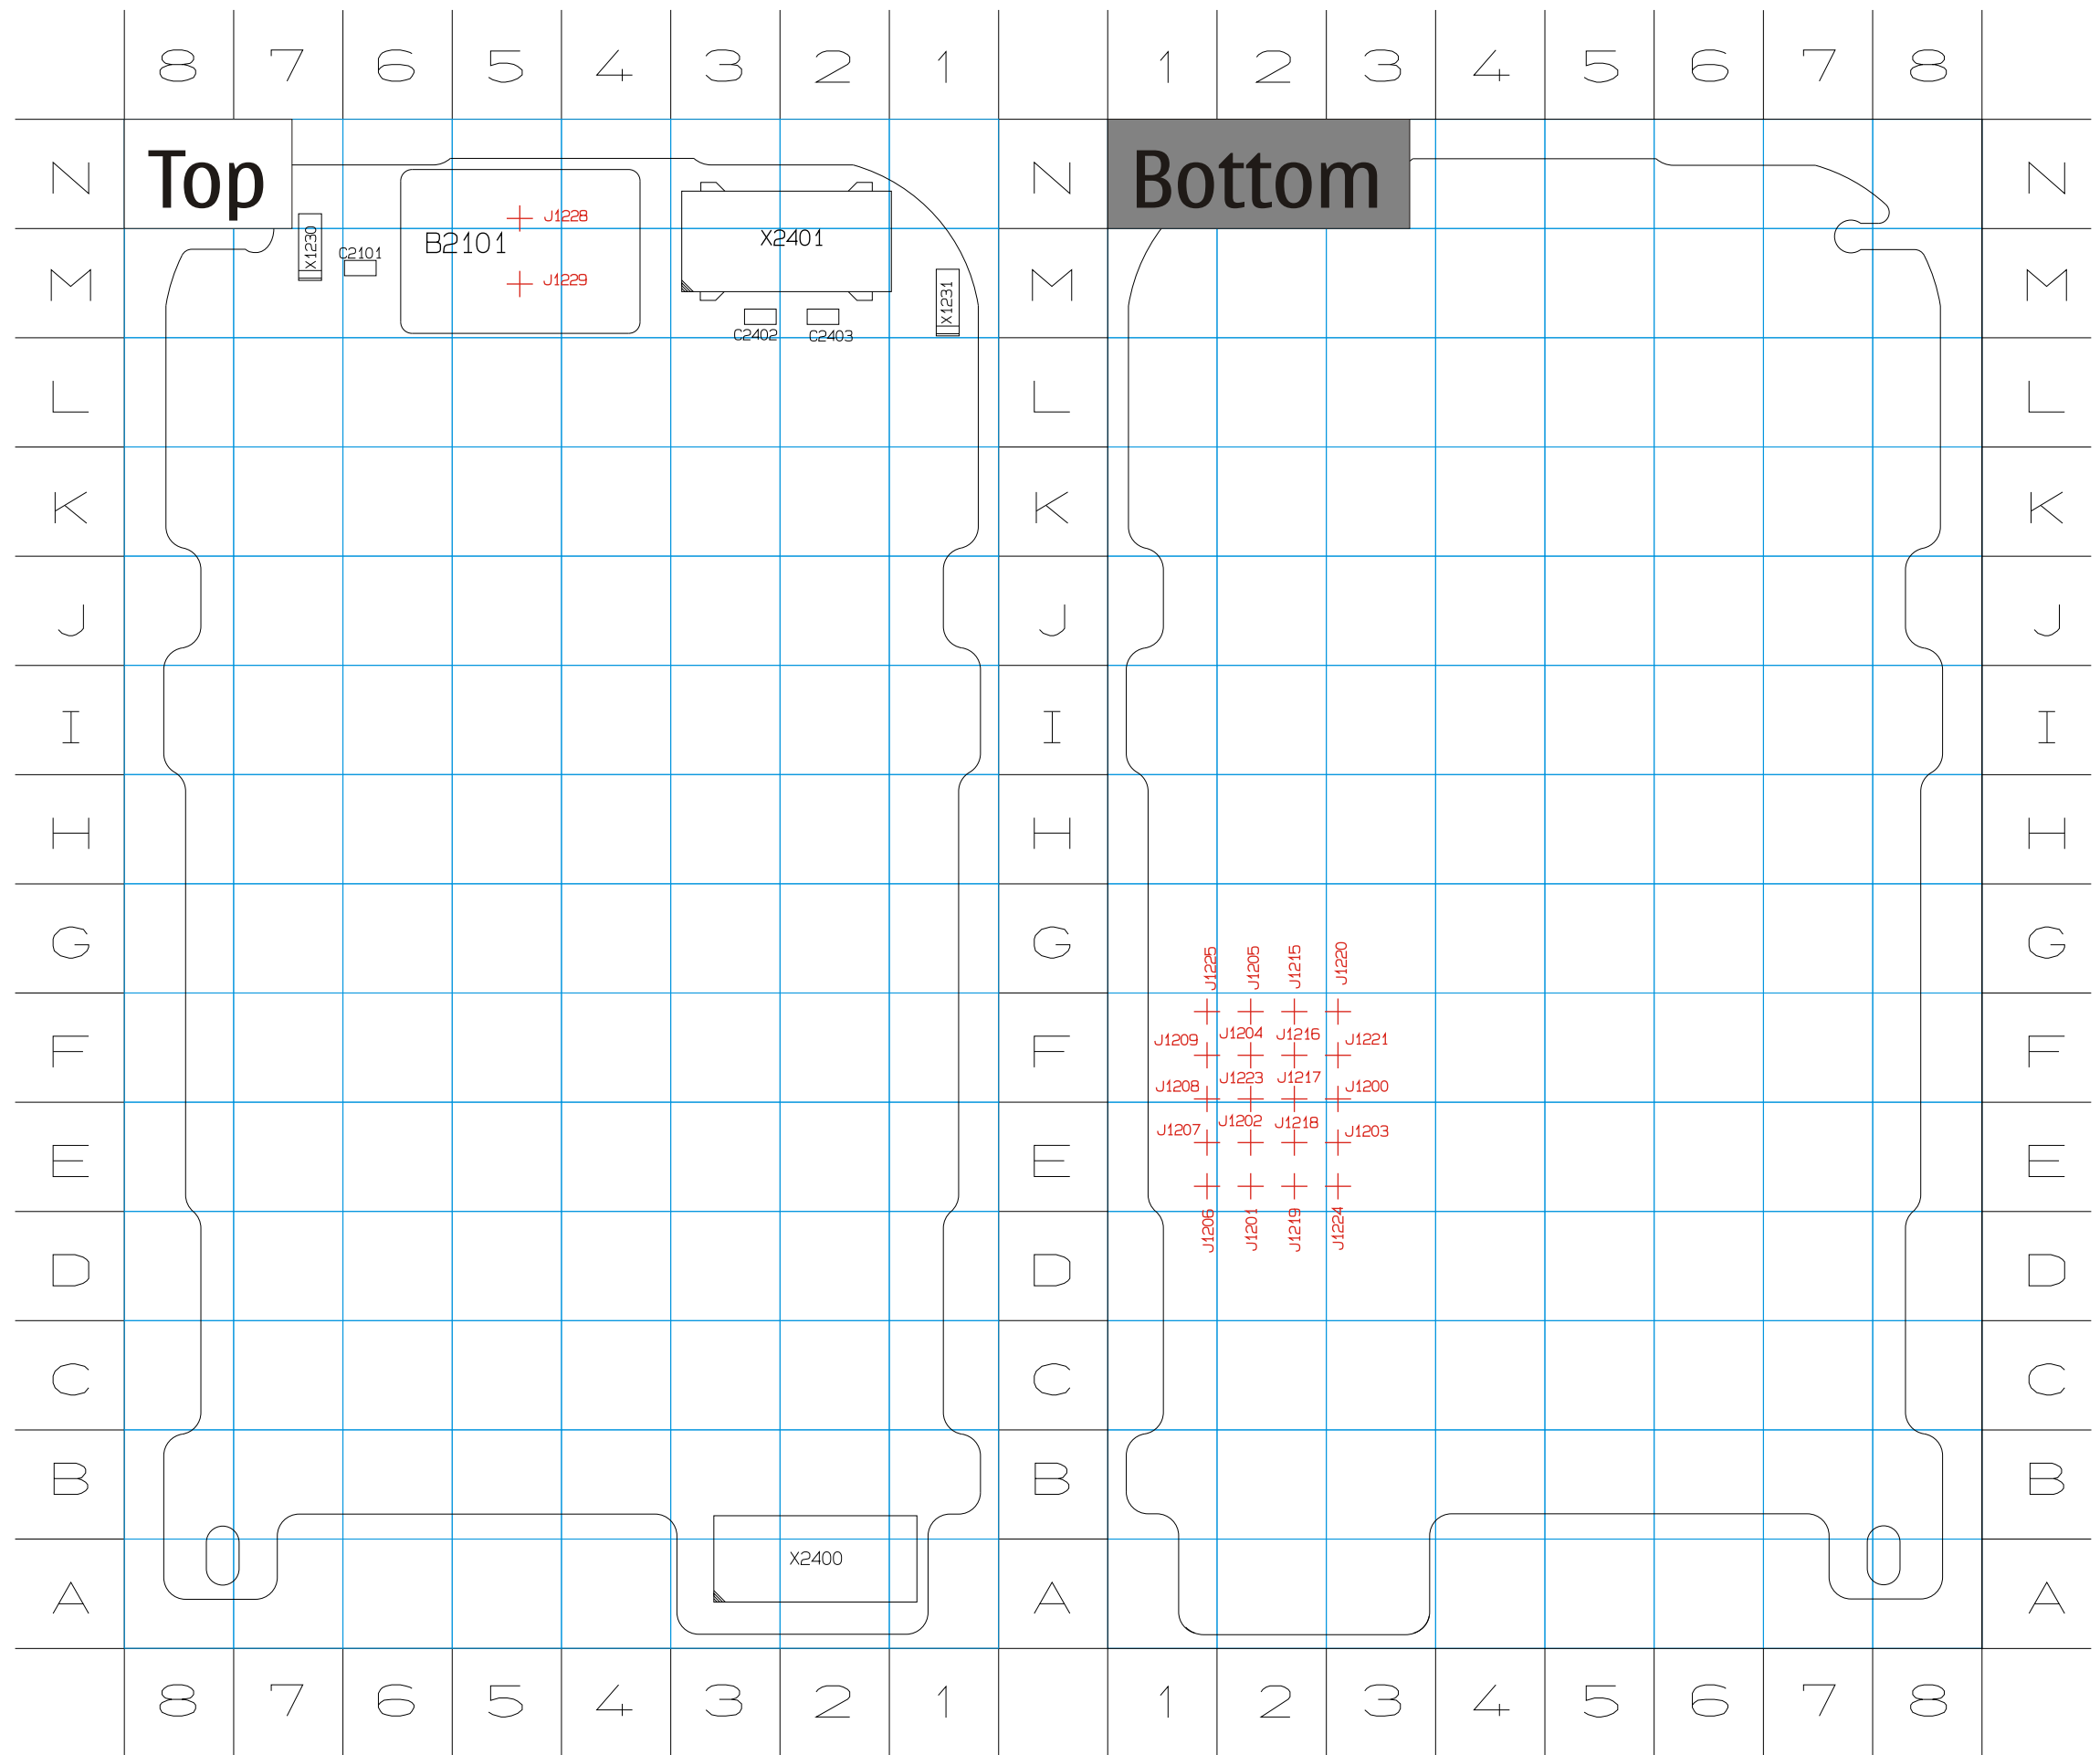 8 7 6 5 4 3 2 1 1 2 3 4 5 6 7 8
N Top N Bottom N
J1228
X1230 C2101 B2101 X2401
M J1229 X1231 M M
C2402 C2403
L L L
K K K
J J J
I I I
H H H
G G G
J1225 J1205 J1215 J1220
F F F
J1209 J1204 J1216 J1221
J1208 J1223 J1217 J1200
E E E
J1207 J1202 J1218 J1203
J1206 J1201 J1219 J1224
D D D
C C C
B B B
X2400
A A A
8 7 6 5 4 3 2 1 1 2 3 4 5 6 7 8